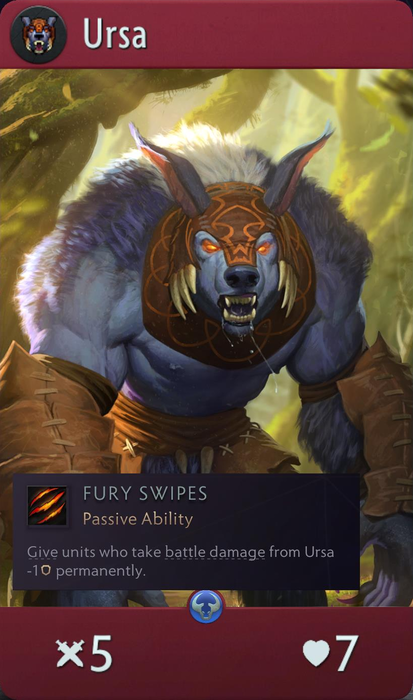 Ursa
FURY SWIPES
Passive Ability
Give units who take battle damage from Ursa
-1 permanently.
5 7